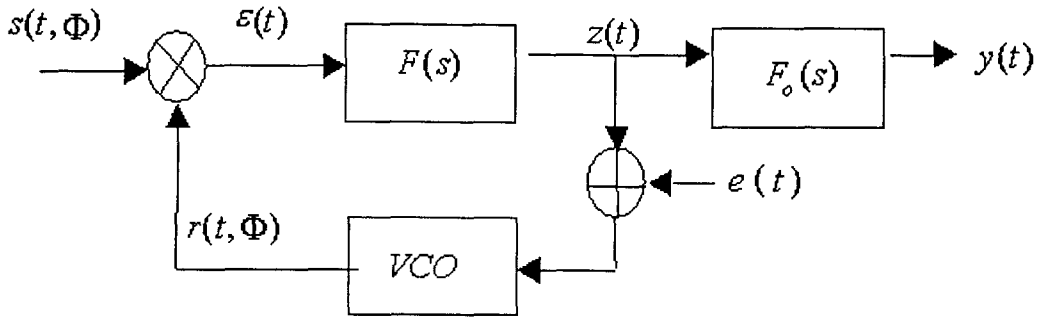 s(t, Φ)
ε(t)
F(s)
z(t)
F_o(s)
y(t)
e (t)
r(t, Φ)
VCO